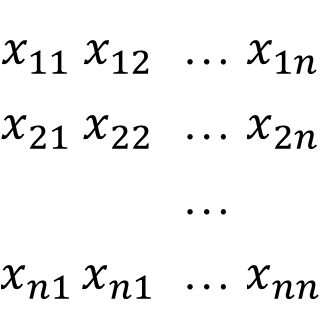 x₁₁ x₁₂ … x₁ₙ
x₂₁ x₂₂ … x₂ₙ
…
xₙ₁ xₙ₁ … xₙₙ